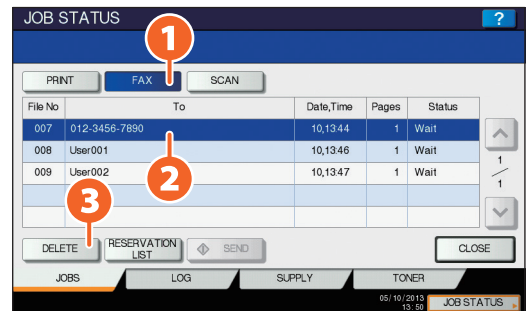 JOB STATUS ?
1
PRINT FAX SCAN
File No To Date,Time Pages Status
007 012-3456-7890 10,13:44 1 Wait
008 User001 10,13:46 1 Wait
009 User002 10,13:47 1 Wait
2
1
1
3
DELETE RESERVATION LIST SEND CLOSE
JOBS LOG SUPPLY TONER
05/10/2013
13:50 JOB STATUS